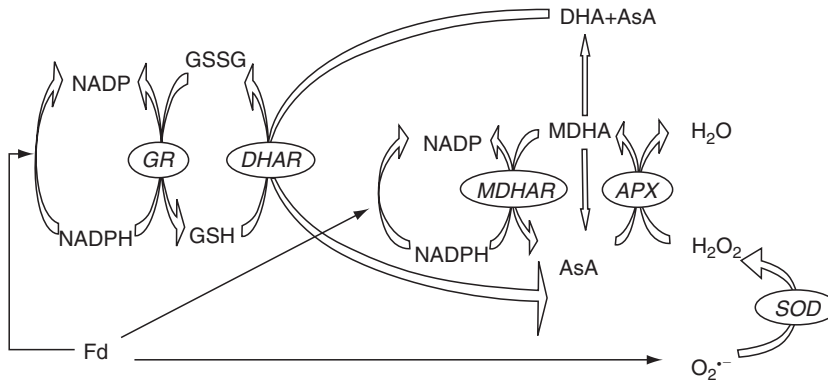 DHA+AsA
GSSG
NADP
GR
DHAR
NADP
MDHA
H₂O
MDHAR
APX
NADPH
GSH
NADPH
AsA
H₂O₂
SOD
Fd
O₂•−